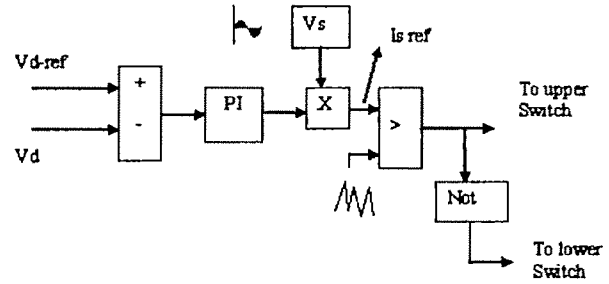 Vs
Is ref
Vd-ref
+
-
PI
X
>
To upper
Switch
Vd
Not
To lower
Switch